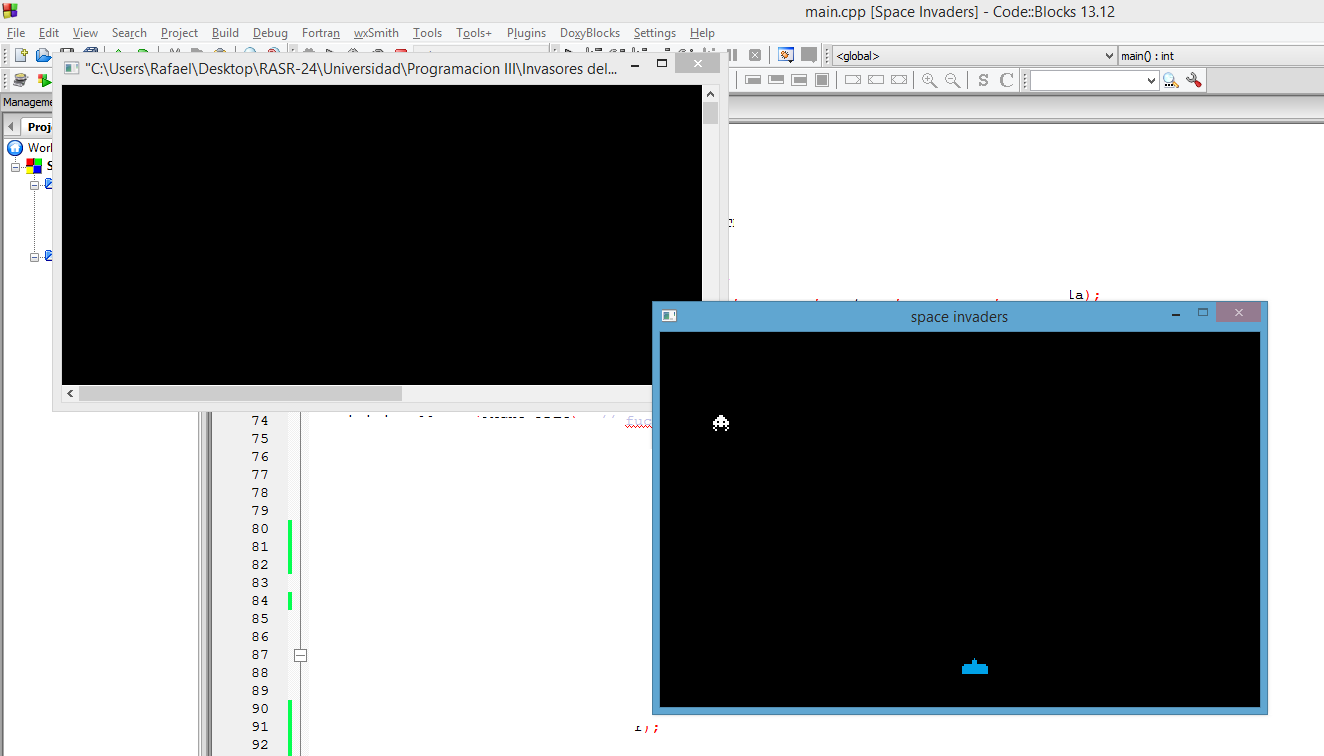 main.cpp [Space Invaders] - Code::Blocks 13.12
File Edit View Search Project Build Debug Fortran wxSmith Tools Tools+ Plugins DoxyBlocks Settings Help
"C:\Users\Rafael\Desktop\RASR-24\Universidad\Programacion III\Invasores del...
<global>
main() : int
S C
Manageme
Proj
Work
S
la);
space invaders
74
75
76
77
78
79
80
81
82
83
84
85
86
87
88
89
90
91 );
92